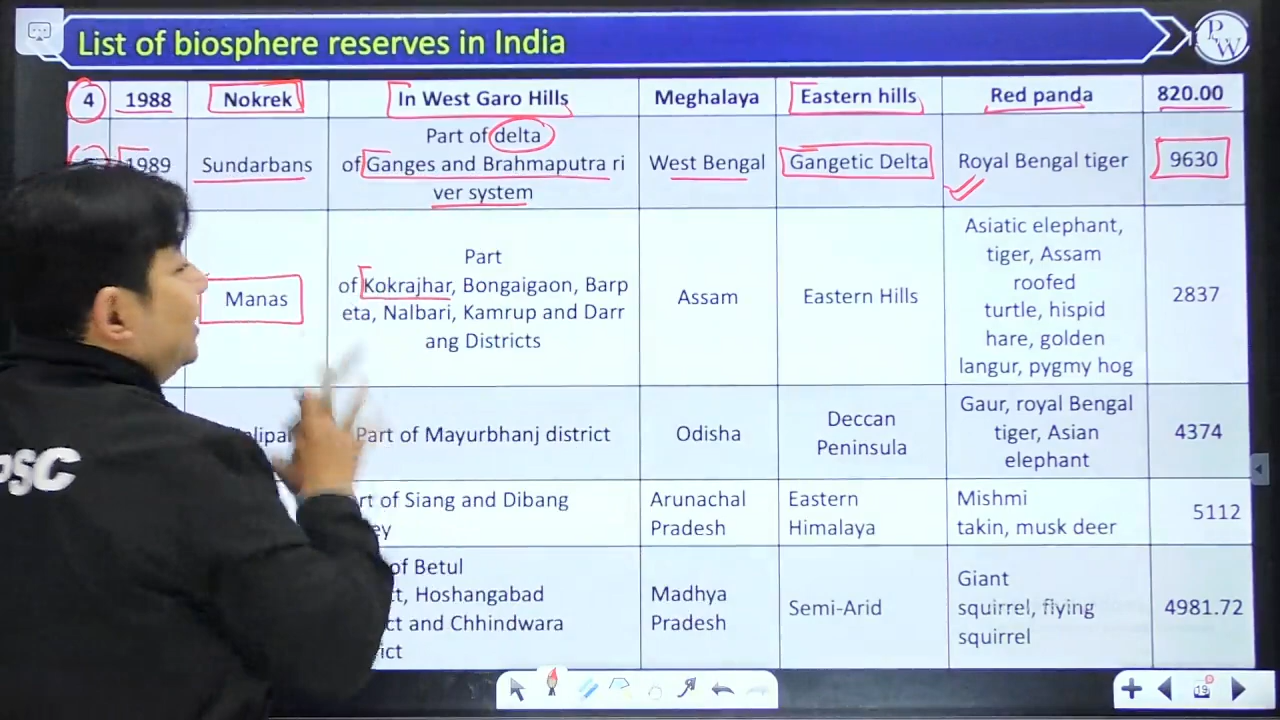 List of biosphere reserves in India
PW
4 1988 Nokrek In West Garo Hills Meghalaya Eastern hills Red panda 820.00
1989 Sundarbans Part of delta
of Ganges and Brahmaputra ri
ver system West Bengal Gangetic Delta Royal Bengal tiger 9630
Manas Part
of Kokrajhar, Bongaigaon, Barp
eta, Nalbari, Kamrup and Darr
ang Districts Assam Eastern Hills Asiatic elephant,
tiger, Assam
roofed
turtle, hispid
hare, golden
langur, pygmy hog 2837
Part of Mayurbhanj district Odisha Deccan
Peninsula Gaur, royal Bengal
tiger, Asian
elephant 4374
of Siang and Dibang
Arunachal
Pradesh Eastern
Himalaya Mishmi
takin, musk deer 5112
of Betul
Hoshangabad
and Chhindwara
Madhya
Pradesh Semi-Arid Giant
squirrel, flying
squirrel 4981.72
PSC
19